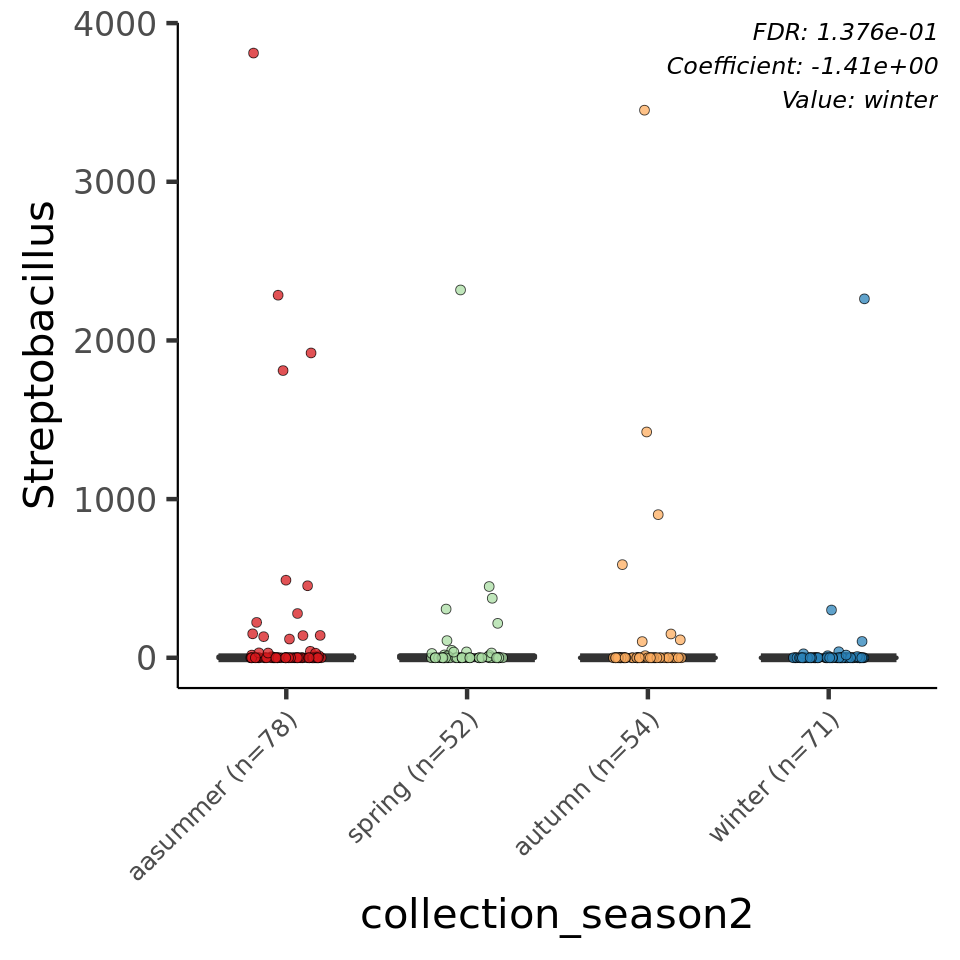 FDR: 1.376e-01
Coefficient: -1.41e+00
Value: winter
Streptobacillus
4000
3000
2000
1000
0
aasummer (n=78)
spring (n=52)
autumn (n=54)
winter (n=71)
collection_season2